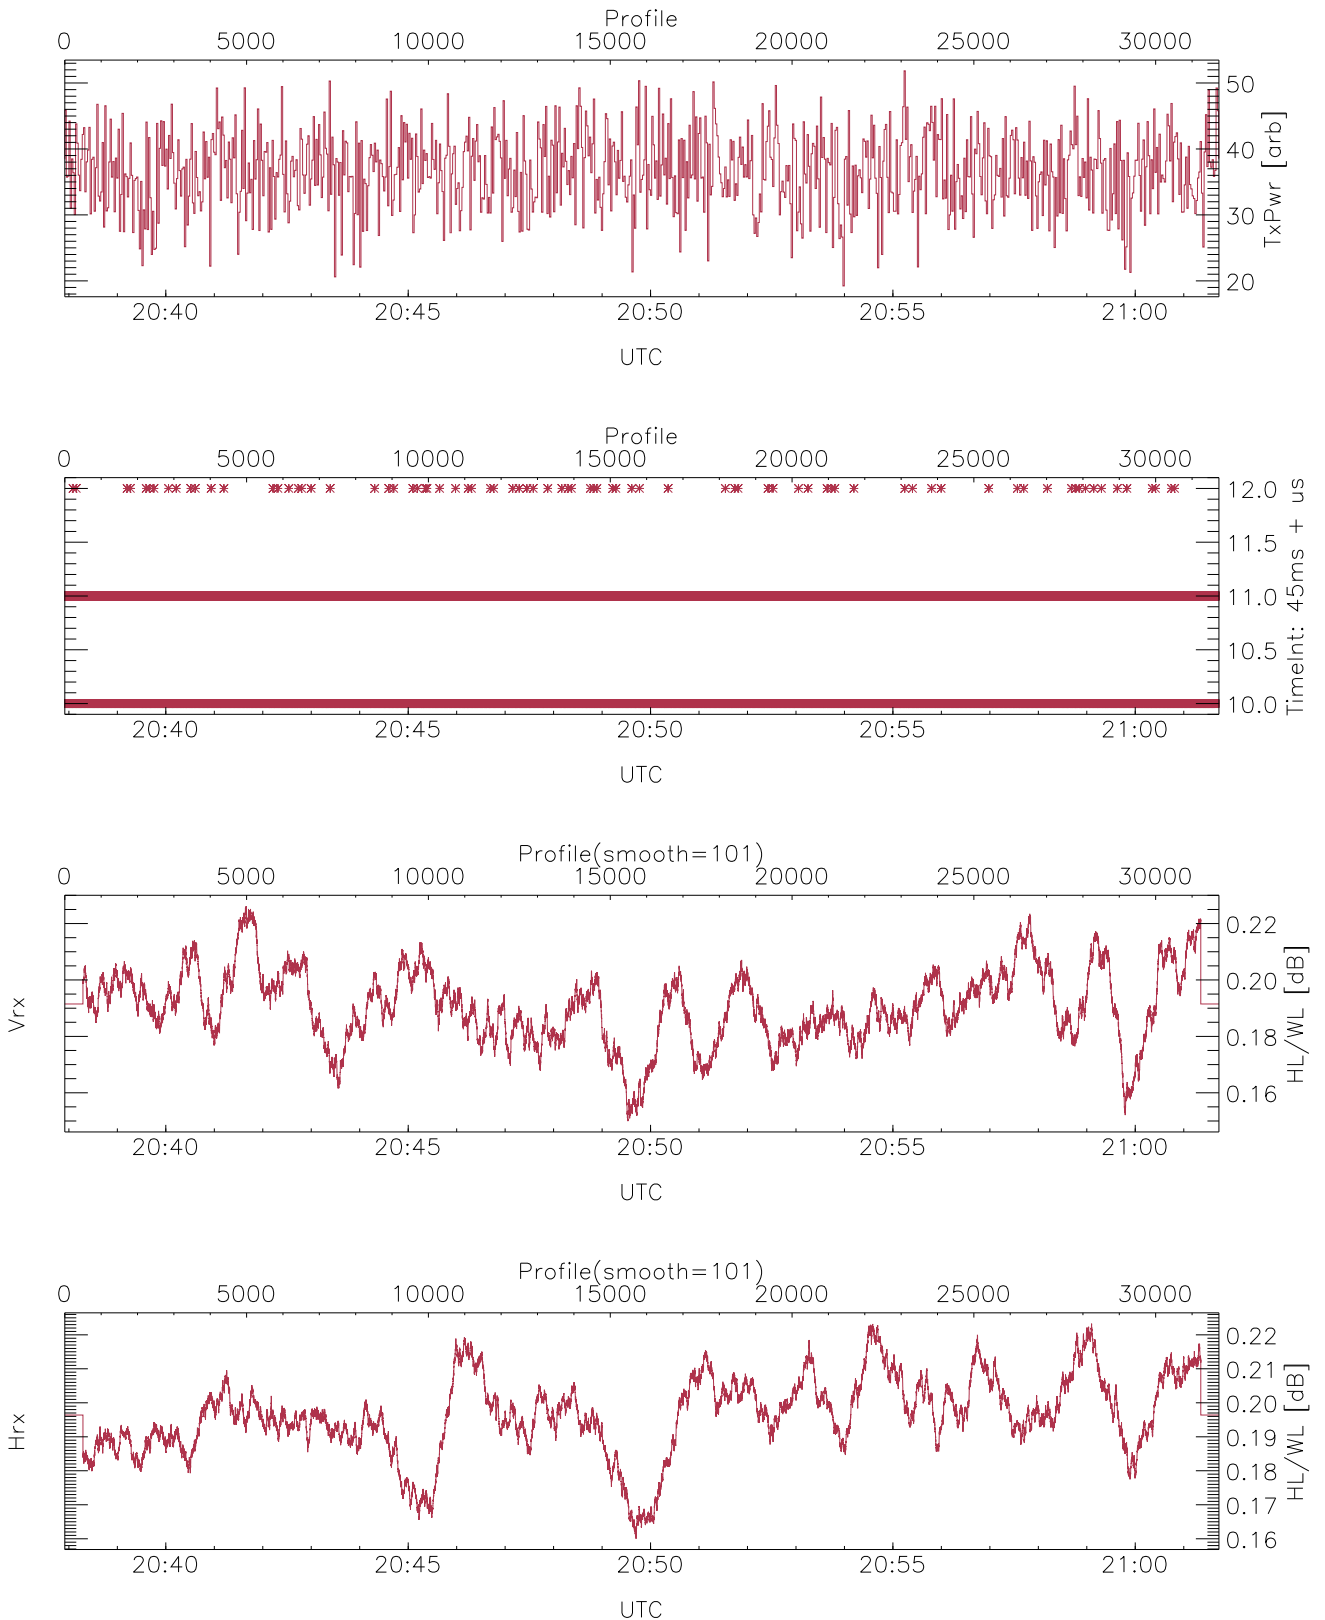 Profile
0 5000 10000 15000 20000 25000 30000
50
40
30
20
TxPwr [arb]
20:40 20:45 20:50 20:55 21:00
UTC
Profile
0 5000 10000 15000 20000 25000 30000
12.0
11.5
11.0
10.5
10.0
TimeInt: 45ms + us
20:40 20:45 20:50 20:55 21:00
UTC
Profile(smooth=101)
0 5000 10000 15000 20000 25000 30000
Vrx
0.22
0.20
0.18
0.16
HL/WL [dB]
20:40 20:45 20:50 20:55 21:00
UTC
Profile(smooth=101)
0 5000 10000 15000 20000 25000 30000
Hrx
0.22
0.21
0.20
0.19
0.18
0.17
0.16
HL/WL [dB]
20:40 20:45 20:50 20:55 21:00
UTC